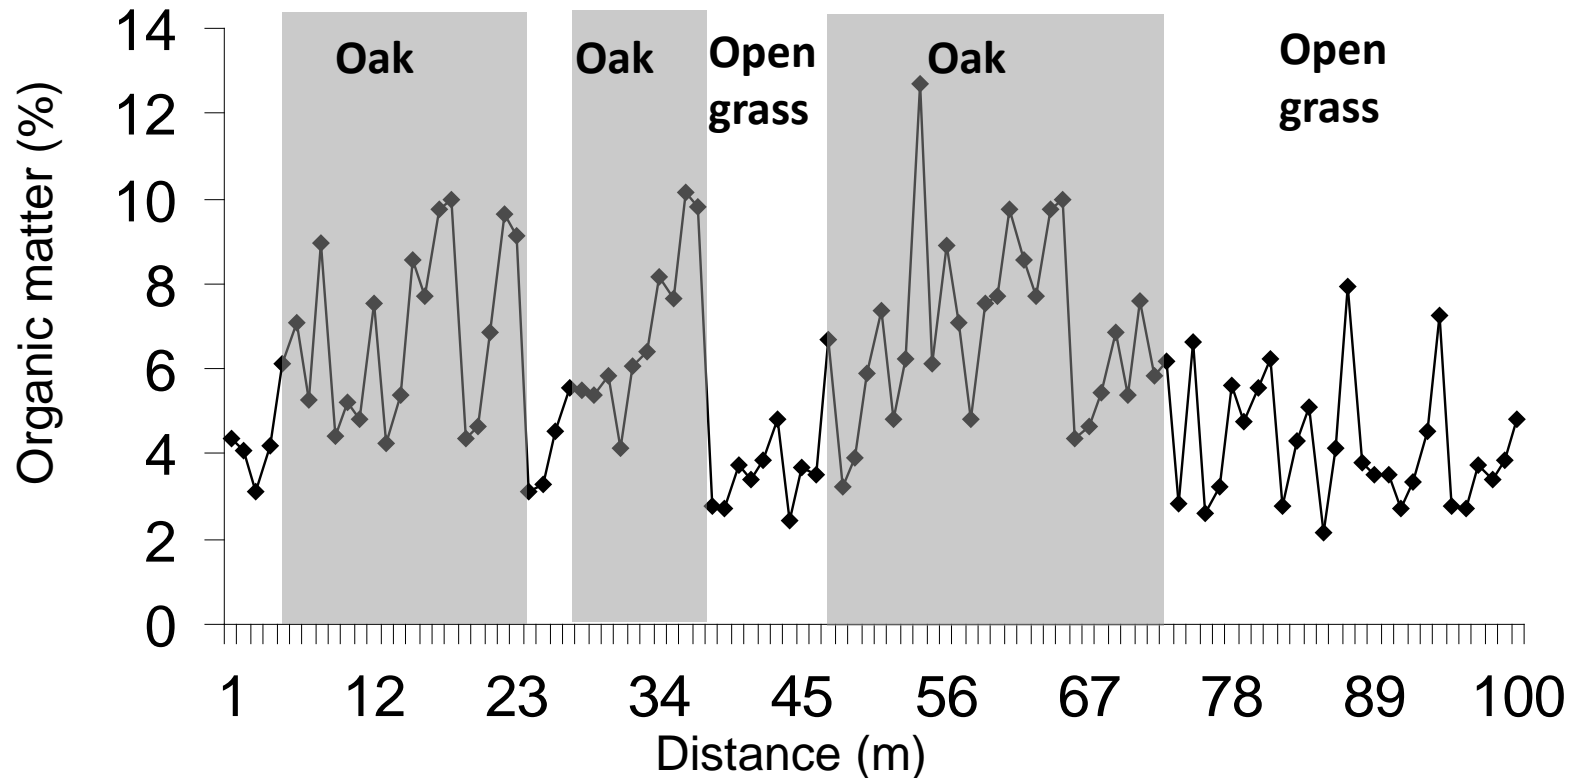 Organic matter (%)
14
12
10
8
6
4
2
0
Oak
Oak
Open
grass
Oak
Open
grass
1
12
23
34
45
56
67
78
89
100
Distance (m)